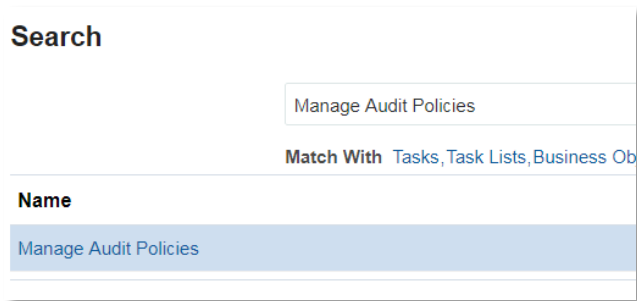 Search
Manage Audit Policies
Match With Tasks, Task Lists, Business Ob
Name
Manage Audit Policies